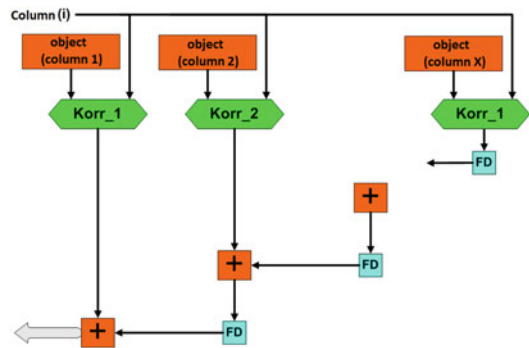 Column (i)
object
(column 1)
object
(column 2)
object
(column X)
Korr_1
Korr_2
Korr_1
FD
+
+
FD
+
FD